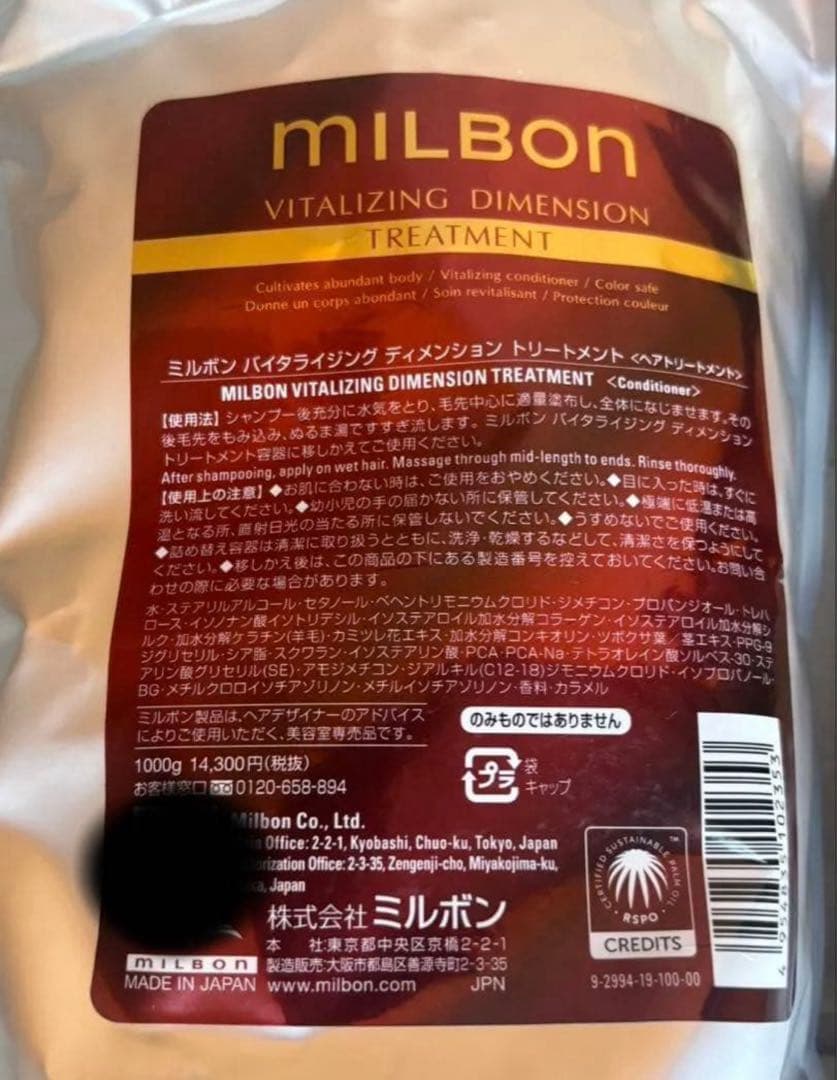 mILBon
VITALIZING DIMENSION
TREATMENT
Cultivates abundant body / Vitalizing conditioner / Color safe
Donne un corps abondant / Soin revitalisant / Protection couleur
ミルボン バイタライジング ディメンション トリートメント <ヘアトリートメント>
MILBON VITALIZING DIMENSION TREATMENT <Conditioner>
【使用法】シャンプー後充分に水気をとり、毛先中心に適量塗布し、全体になじませます。その
後毛先をもみ込み、ぬるま湯ですすぎ流します。 ミルボン バイタライジング ディメンション
トリートメント容器に移しかえてご使用ください。
After shampooing, apply on wet hair. Massage through mid-length to ends. Rinse thoroughly.
【使用上の注意】◆お肌に合わない時は、ご使用をおやめください。◆目に入った時は、すぐに
洗い流してください。◆幼小児の手の届かない所に保管してください。◆極端に低温または高
温となる所、直射日光の当たる所に保管しないでください。◆うすめないでご使用ください。
◆詰め替え容器は清潔に取り扱うとともに、洗浄・乾燥するなどして、清潔さを保つようにして
ください。◆移しかえ後は、この商品の下にある製造番号を控えておいてください。お問い合
わせの際に必要な場合があります。
水・ステアリルアルコール・セタノール・ベヘントリモニウムクロリド・ジメチコン・プロパンジオール・トレハ
ロース・イソノナン酸イソトリデシル・イソステアロイル加水分解コラーゲン・イソステアロイル加水分解シ
ルク・加水分解ケラチン(羊毛)・カミツレ花エキス・加水分解コンキオリン・ツボクサ葉/茎エキス・PPG-9
ジグリセリル・シア脂・スクワラン・イソステアリン酸・PCA・PCA-Na・テトラオレイン酸ソルベス-30・ステ
アリン酸グリセリル(SE)・アモジメチコン・ジアルキル(C12-18)ジモニウムクロリド・イソプロパノール・
BG・メチルクロロイソチアゾリノン・メチルイソチアゾリノン・香料・カラメル
ミルボン製品は、ヘアデザイナーのアドバイス
によりご使用いただく、美容室専売品です。
のみものではありません
1000g 14,300円(税抜)
お客様窓口 0120-658-894
プラ
袋
キャップ
Milbon Co., Ltd.
Office: 2-2-1, Kyobashi, Chuo-ku, Tokyo, Japan
Office: 2-3-35, Zengenji-cho, Miyakojima-ku,
Japan
株式会社ミルボン
本 社:東京都中央区京橋2-2-1
製造販売:大阪市都島区善源寺町2-3-35
www.milbon.com JPN
MILBON
MADE IN JAPAN
CERTIFIED SUSTAINABLE PALM OIL ™
RSPO
CREDITS
9-2994-19-100-00
4 954835 102353